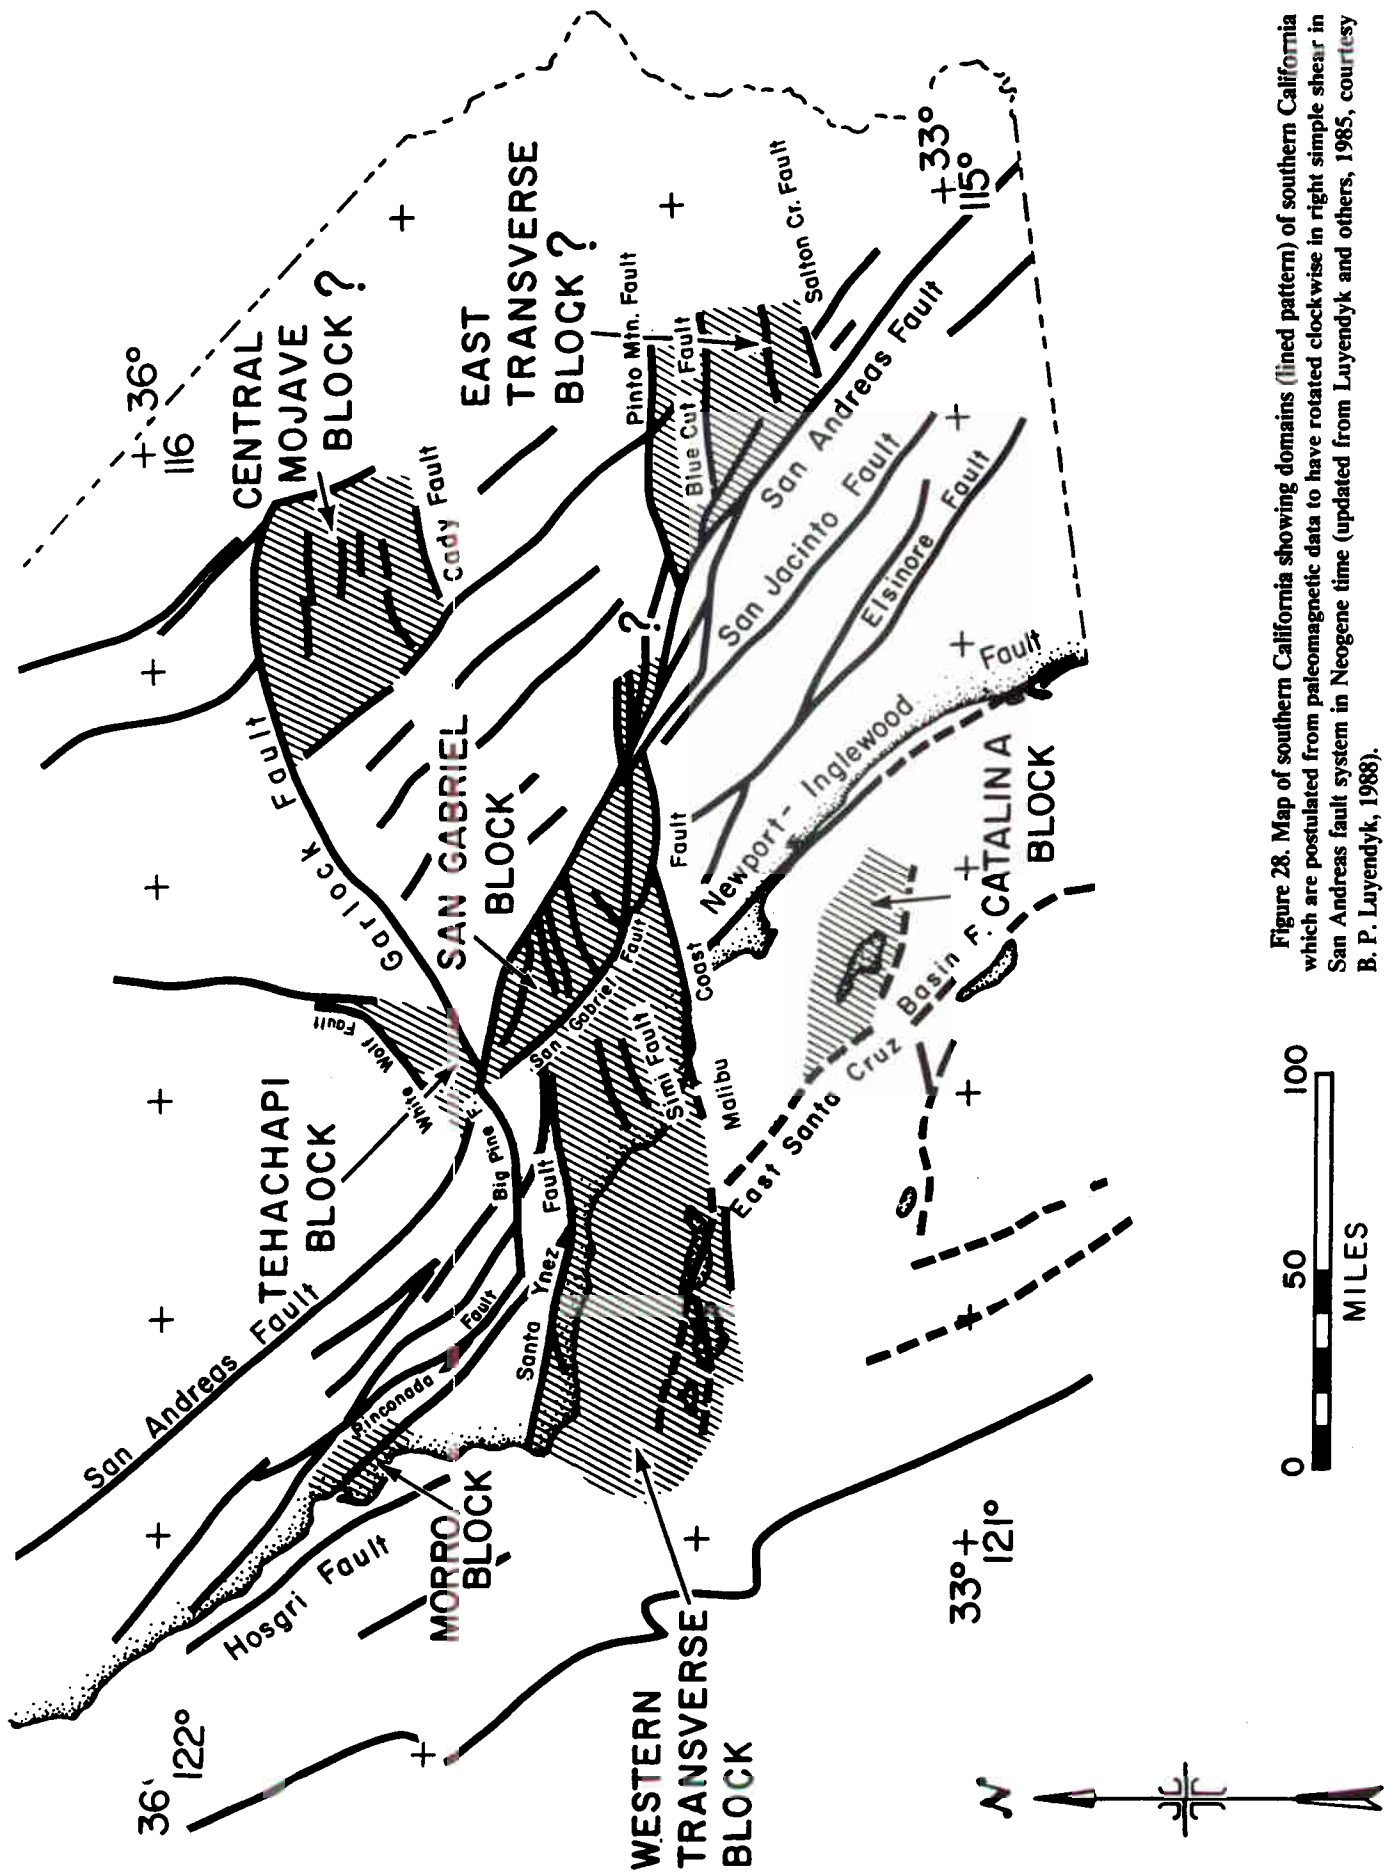 36°
122°
+ 36°
116
CENTRAL
MOJAVE
BLOCK ?
EAST
TRANSVERSE
BLOCK ?
TEHACHAPI
BLOCK
SAN GABRIEL
BLOCK
MORRO
BLOCK
WESTERN
TRANSVERSE
BLOCK
CATALINA
BLOCK
San Andreas Fault
Hosgri Fault
Rinconada
Fault
Santa Ynez Fault
Big Pine F.
White Wolf Fault
Garlock Fault
Cady Fault
Pinto Mtn. Fault
Blue Cut Fault
Salton Cr. Fault
San Andreas Fault
San Jacinto Fault
Elsinore Fault
Newport - Inglewood Fault
San Gabriel Fault
Simi Fault
Malibu Coast Fault
East Santa Cruz Basin F.
?
33° +
121°
+ 33°
115°
N
0 50 100
MILES
Figure 28. Map of southern California showing domains (lined pattern) of southern California
which are postulated from paleomagnetic data to have rotated clockwise in right simple shear in
San Andreas fault system in Neogene time (updated from Luyendyk and others, 1985, courtesy
B. P. Luyendyk, 1988).